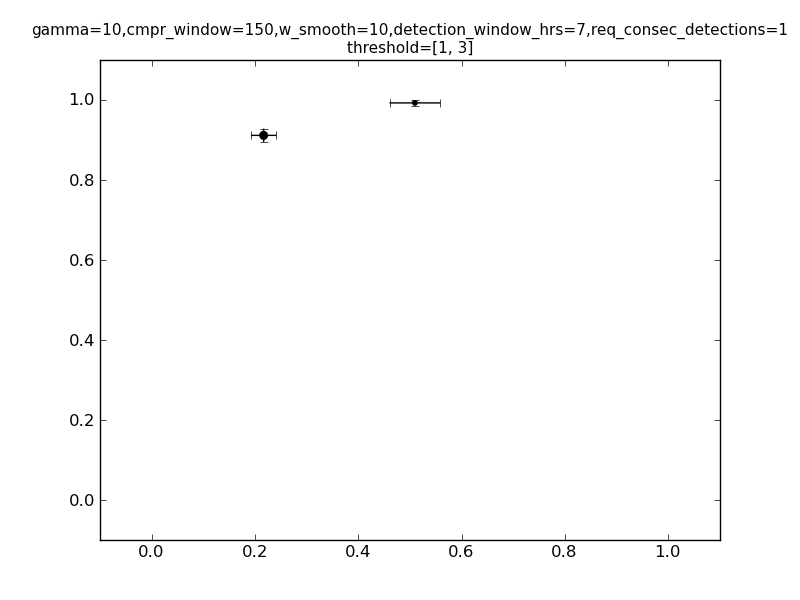 gamma=10,cmpr_window=150,w_smooth=10,detection_window_hrs=7,req_consec_detections=1
threshold=[1, 3]
1.0
0.8
0.6
0.4
0.2
0.0
0.0 0.2 0.4 0.6 0.8 1.0